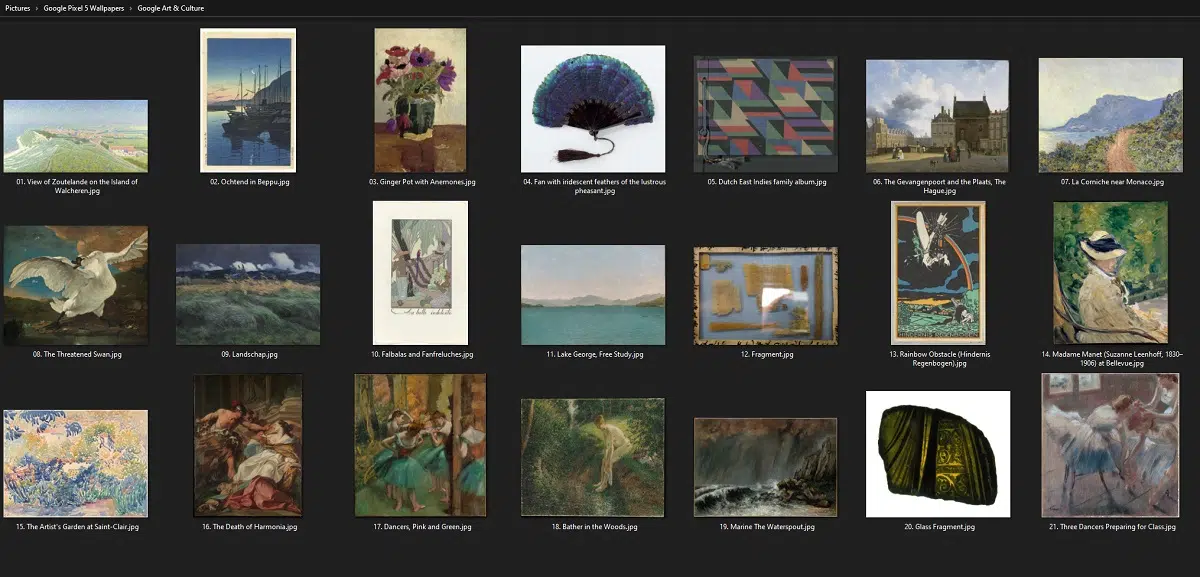 Pictures › Google Pixel 5 Wallpapers › Google Art & Culture
01. View of Zoutelande on the Island of
Walcheren.jpg
02. Ochtend in Beppu.jpg
03. Ginger Pot with Anemones.jpg
04. Fan with iridescent feathers of the lustrous
pheasant.jpg
05. Dutch East Indies family album.jpg
06. The Gevangenpoort and the Plaats, The
Hague.jpg
07. La Corniche near Monaco.jpg
08. The Threatened Swan.jpg
09. Landschap.jpg
10. Falbalas and Fanfreluches.jpg
11. Lake George, Free Study.jpg
12. Fragment.jpg
HINDERNIS REGENBOGEN
13. Rainbow Obstacle (Hindernis
Regenbogen).jpg
14. Madame Manet (Suzanne Leenhoff, 1830–
1906) at Bellevue.jpg
15. The Artist's Garden at Saint-Clair.jpg
16. The Death of Harmonia.jpg
17. Dancers, Pink and Green.jpg
18. Bather in the Woods.jpg
19. Marine The Waterspout.jpg
20. Glass Fragment.jpg
21. Three Dancers Preparing for Class.jpg